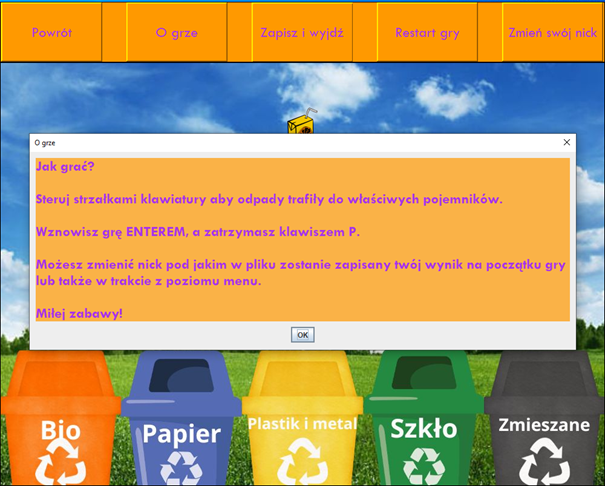 Powrót
O grze
Zapisz i wyjdź
Restart gry
Zmień swój nick
O grze
Jak grać?
Steruj strzałkami klawiatury aby odpady trafiły do właściwych pojemników.
Wznowisz grę ENTEREM, a zatrzymasz klawiszem P.
Możesz zmienić nick pod jakim w pliku zostanie zapisany twój wynik na początku gry
lub także w trakcie z poziomu menu.
Miłej zabawy!
OK
Bio
Papier
Plastik i metal
Szkło
Zmieszane